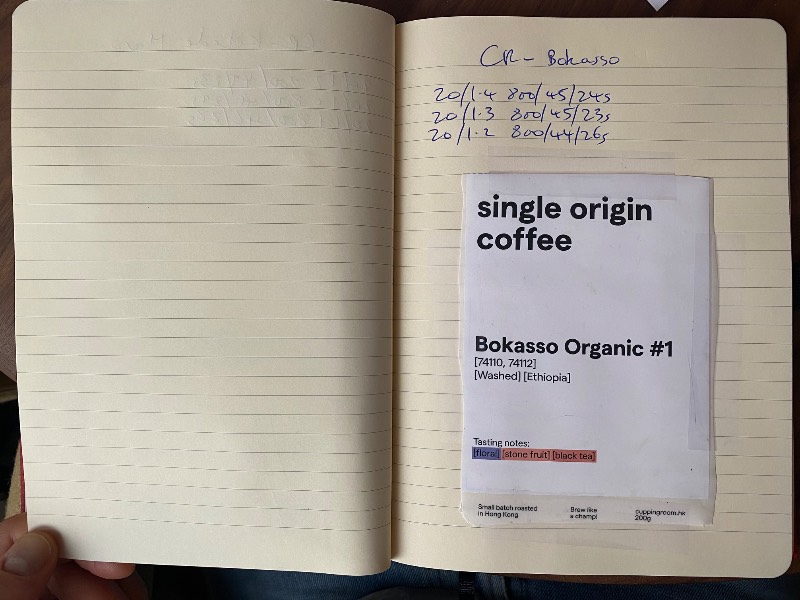 CR - Bokasso
20/1.4 800/45/24s
20/1.3 800/45/23s
20/1.2 800/44/26s
single origin
coffee
Bokasso Organic #1
[74110, 74112]
[Washed] [Ethiopia]
Tasting notes:
[floral] [stone fruit] [black tea]
Small batch roasted
in Hong Kong
Brew like
a champ!
cuppingroom.hk
200g